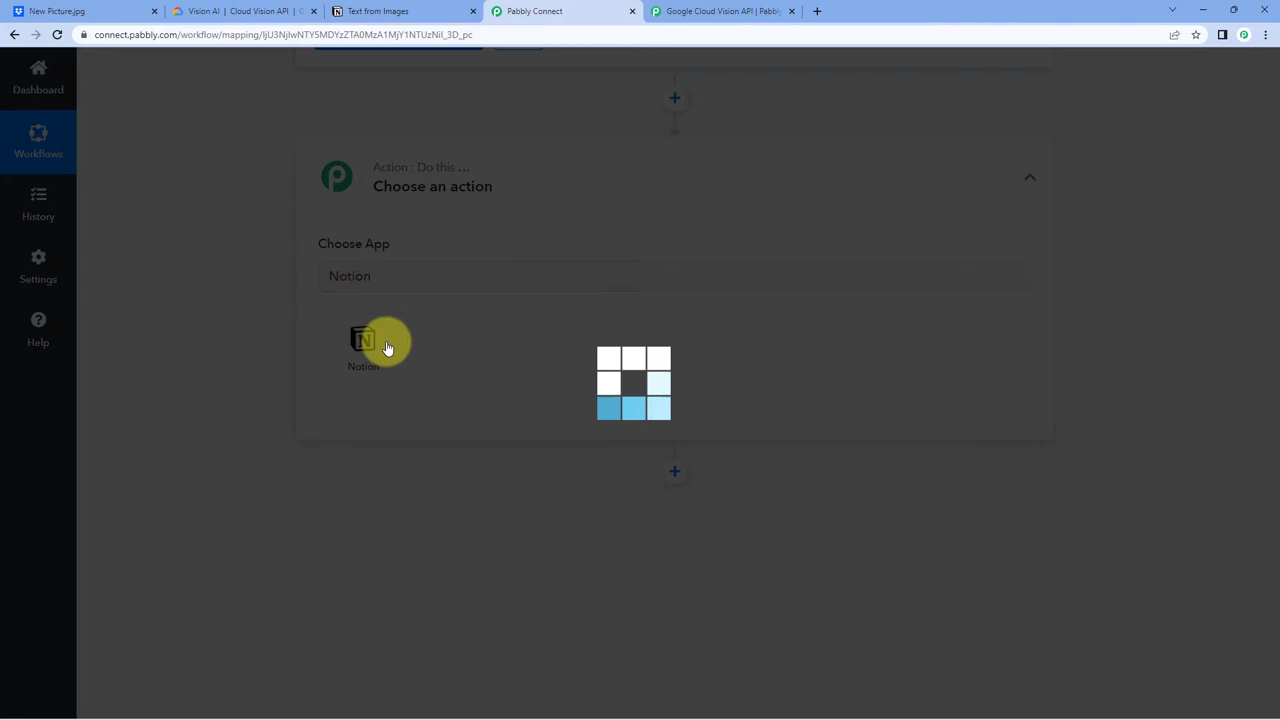 New Picture.jpg
Vision AI | Cloud Vision API | G
Text from Images
Pabbly Connect
Google Cloud Vision API | Pabbly
connect.pabbly.com/workflow/mapping/IjU3NjIwNTY5MDYzZTA0MzA1MjY1NTUzNiI_3D_pc
Dashboard
Workflows
History
Settings
Help
Action : Do this ...
Choose an action
Choose App
Notion
Notion